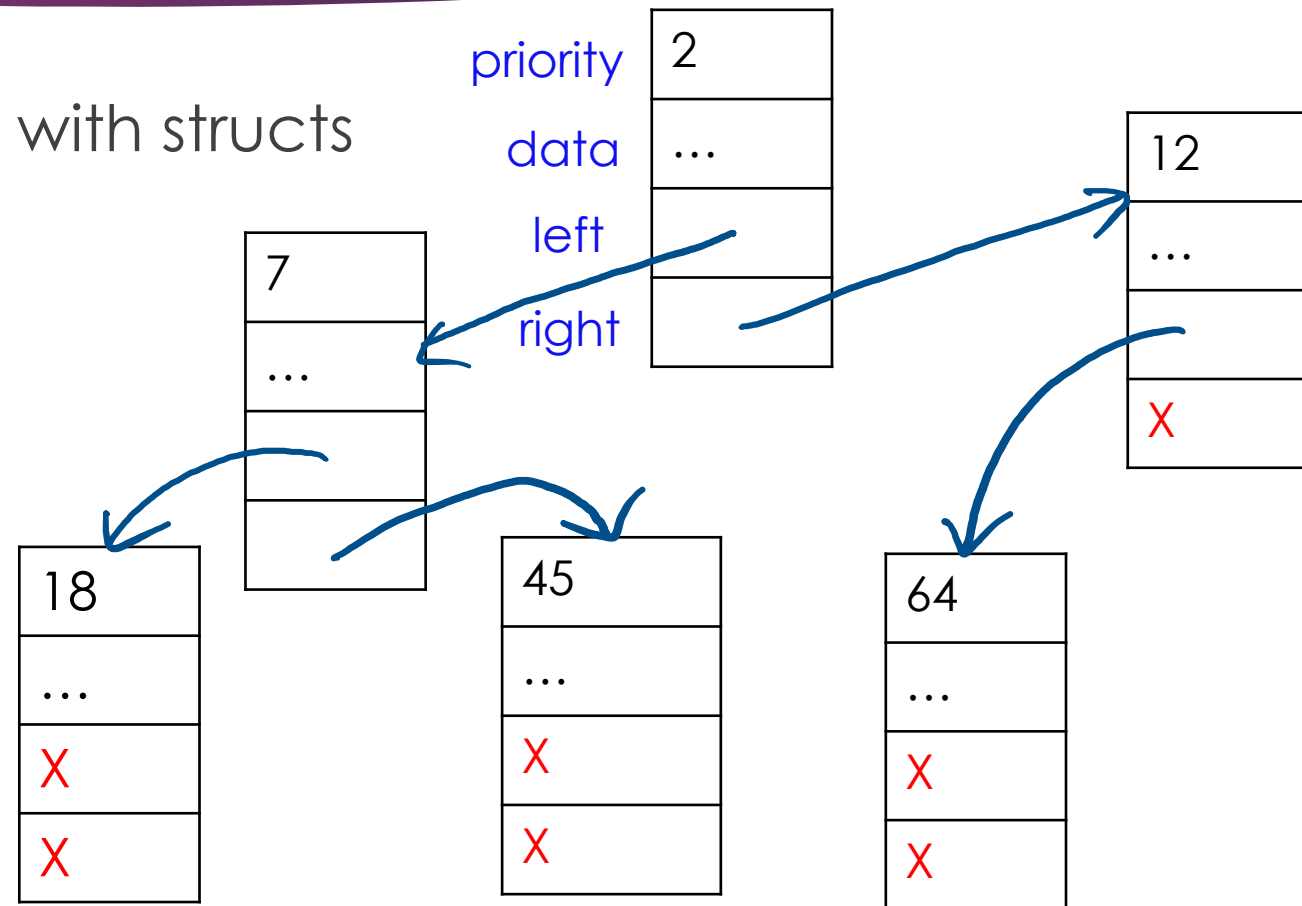 with structs
priority
data
left
right
2
...
7
...
12
...
X
18
...
X
X
45
...
X
X
64
...
X
X